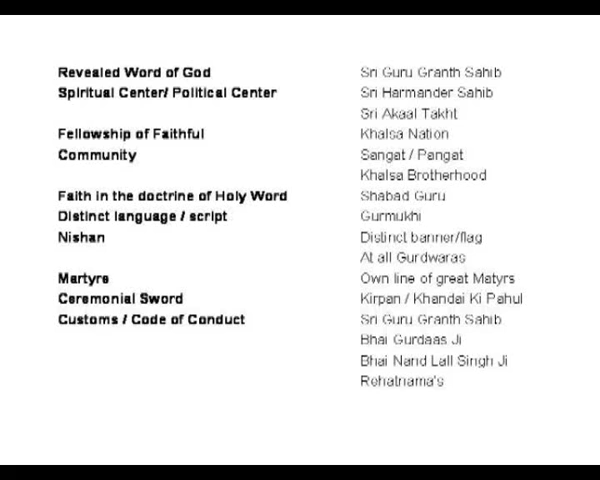 Revealed Word of God Sri Guru Granth Sahib
Spiritual Center/ Political Center Sri Harmander Sahib
Sri Akaal Takht
Fellowship of Faithful Khalsa Nation
Community Sangat / Pangat
Khalsa Brotherhood
Faith in the doctrine of Holy Word Shabad Guru
Distinct language / script Gurmukhi
Nishan Distinct banner/flag
At all Gurdwaras
Martyrs Own line of great Matyrs
Ceremonial Sword Kirpan / Khandai Ki Pahul
Customs / Code of Conduct Sri Guru Granth Sahib
Bhai Gurdaas Ji
Bhai Nand Lall Singh Ji
Rehatnama's